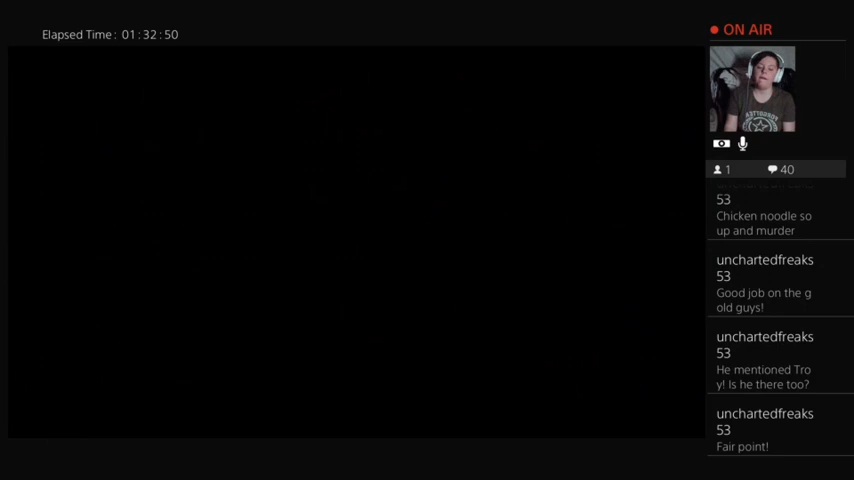 Elapsed Time: 01:32:50
ON AIR
1 40
53
Chicken noodle so
up and murder
unchartedfreaks
53
Good job on the g
old guys!
unchartedfreaks
53
He mentioned Tro
y! Is he there too?
unchartedfreaks
53
Fair point!